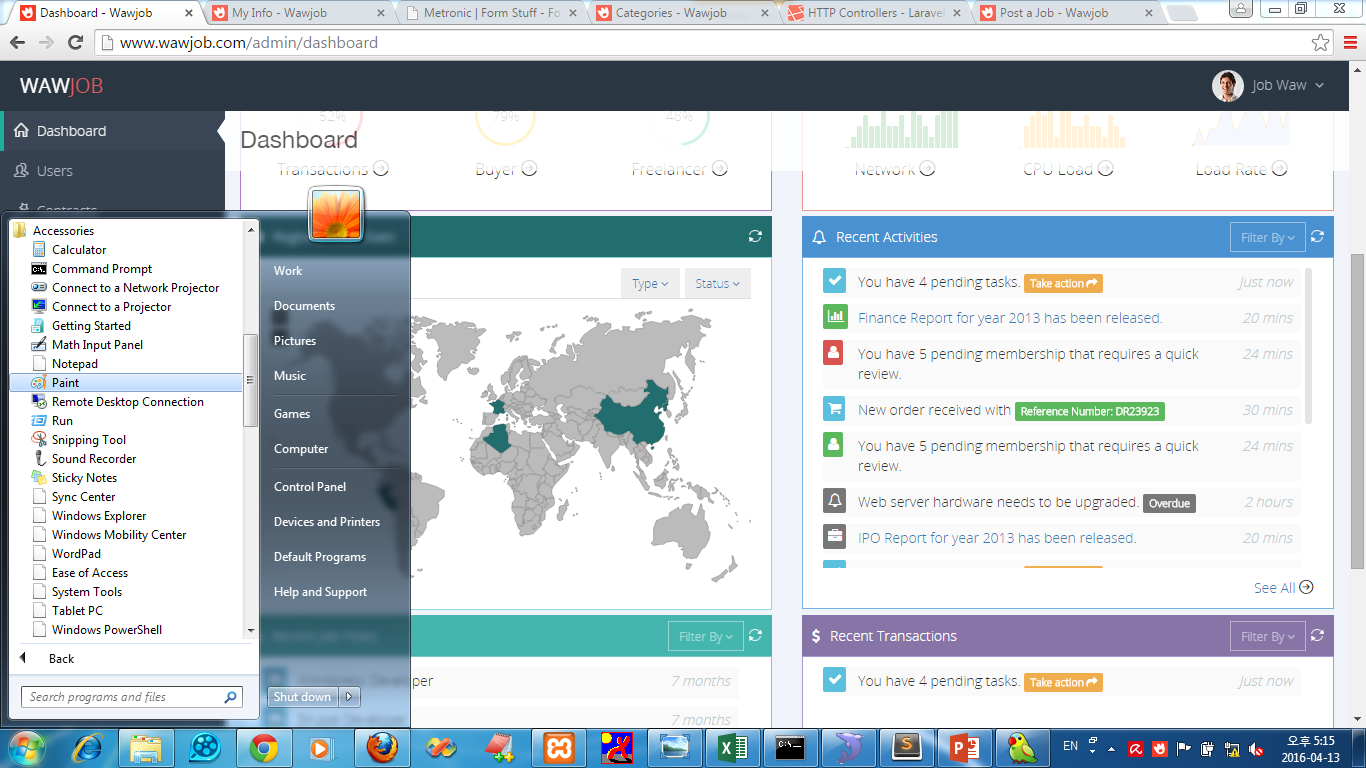 Dashboard - Wawjob
My Info - Wawjob
Metronic | Form Stuff - Fo
Categories - Wawjob
HTTP Controllers - Laravel
Post a Job - Wawjob
www.wawjob.com/admin/dashboard
WAWJOB
Job Waw
Dashboard
Users
Contracts
Dashboard
52%
79%
48%
Transactions
Buyer
Freelancer
Network
CPU Load
Load Rate
Type
Status
Recent Activities
Filter By
You have 4 pending tasks. Take action
Just now
Finance Report for year 2013 has been released.
20 mins
You have 5 pending membership that requires a quick review.
24 mins
New order received with Reference Number: DR23923
30 mins
You have 5 pending membership that requires a quick review.
24 mins
Web server hardware needs to be upgraded. Overdue
2 hours
IPO Report for year 2013 has been released.
20 mins
See All
Filter By
Developer
7 months
7 months
Recent Transactions
Filter By
You have 4 pending tasks. Take action
Just now
Accessories
Calculator
Command Prompt
Connect to a Network Projector
Connect to a Projector
Getting Started
Math Input Panel
Notepad
Paint
Remote Desktop Connection
Run
Snipping Tool
Sound Recorder
Sticky Notes
Sync Center
Windows Explorer
Windows Mobility Center
WordPad
Ease of Access
System Tools
Tablet PC
Windows PowerShell
Back
Search programs and files
Work
Documents
Pictures
Music
Games
Computer
Control Panel
Devices and Printers
Default Programs
Help and Support
Shut down
EN
오후 5:15
2016-04-13